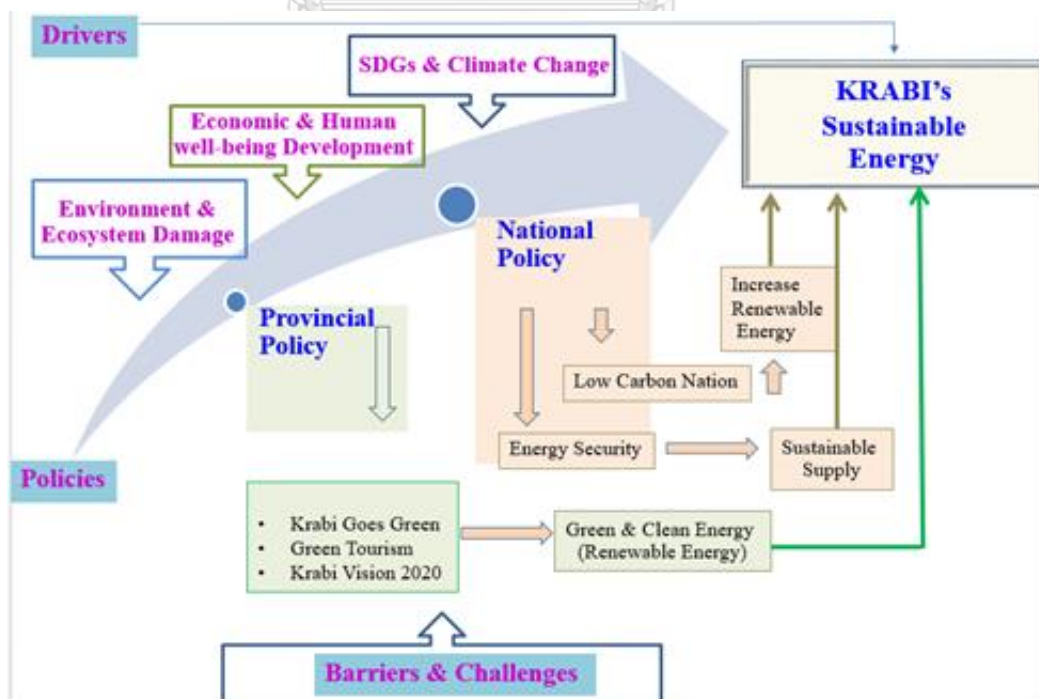 Drivers
SDGs & Climate Change
KRABI's
Sustainable
Energy
Economic & Human
well-being Development
Environment &
Ecosystem Damage
National
Policy
Provincial
Policy
Increase
Renewable
Energy
Low Carbon Nation
Energy Security
Sustainable
Supply
Policies
• Krabi Goes Green
• Green Tourism
• Krabi Vision 2020
Green & Clean Energy
(Renewable Energy)
Barriers & Challenges